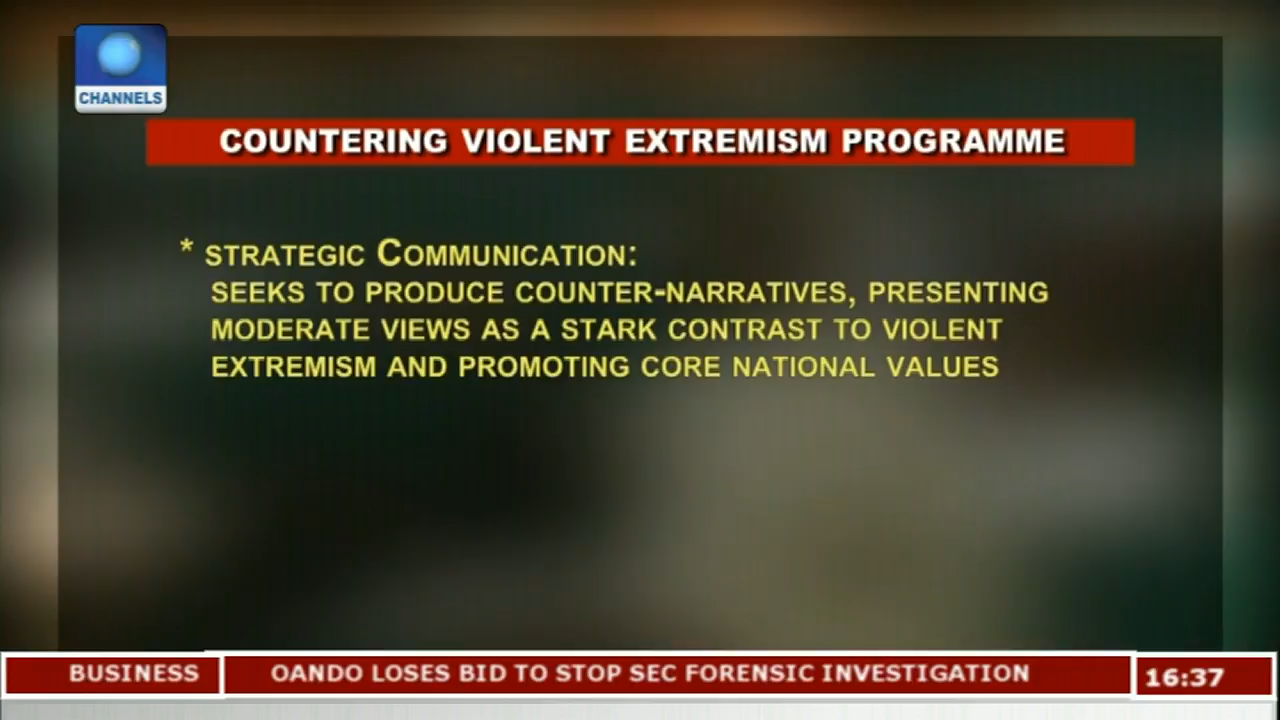 CHANNELS
COUNTERING VIOLENT EXTREMISM PROGRAMME
* STRATEGIC COMMUNICATION:
SEEKS TO PRODUCE COUNTER-NARRATIVES, PRESENTING
MODERATE VIEWS AS A STARK CONTRAST TO VIOLENT
EXTREMISM AND PROMOTING CORE NATIONAL VALUES
BUSINESS
OANDO LOSES BID TO STOP SEC FORENSIC INVESTIGATION
16:37